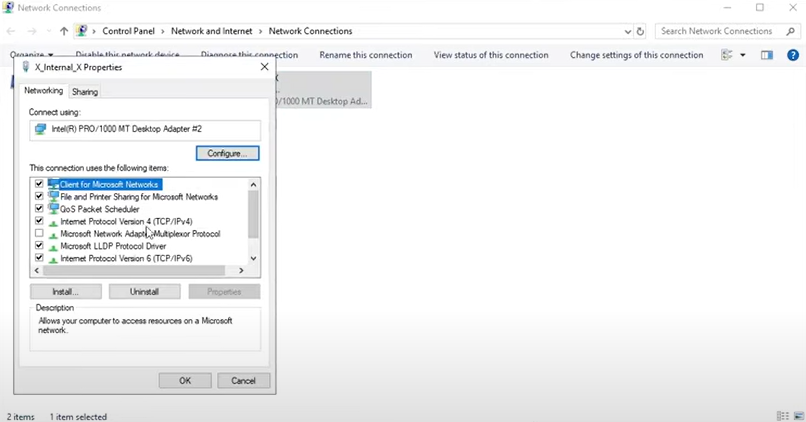 Network Connections
Control Panel > Network and Internet > Network Connections
Search Network Connections
Organize
Disable this network device
Diagnose this connection
Rename this connection
View status of this connection
Change settings of this connection
X_Internal_X Properties
Networking
Sharing
/1000 MT Desktop Ad...
Connect using:
Intel(R) PRO/1000 MT Desktop Adapter #2
Configure...
This connection uses the following items:
Client for Microsoft Networks
File and Printer Sharing for Microsoft Networks
QoS Packet Scheduler
Internet Protocol Version 4 (TCP/IPv4)
Microsoft Network Adapter Multiplexor Protocol
Microsoft LLDP Protocol Driver
Internet Protocol Version 6 (TCP/IPv6)
Install...
Uninstall
Properties
Description
Allows your computer to access resources on a Microsoft
network.
OK
Cancel
2 items
1 item selected